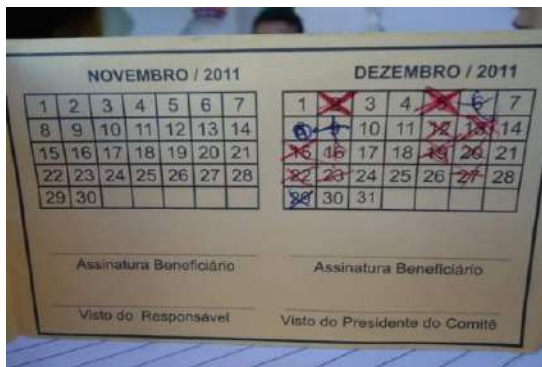 NOVEMBRO / 2011
1 2 3 4 5 6 7
8 9 10 11 12 13 14
15 16 17 18 19 20 21
22 23 24 25 26 27 28
29 30
Assinatura Beneficiário
Visto do Responsável
DEZEMBRO / 2011
1 2 3 4 5 6 7
8 9 10 11 12 13 14
15 16 17 18 19 20 21
22 23 24 25 26 27 28
29 30 31
Assinatura Beneficiário
Visto do Presidente do Comitê